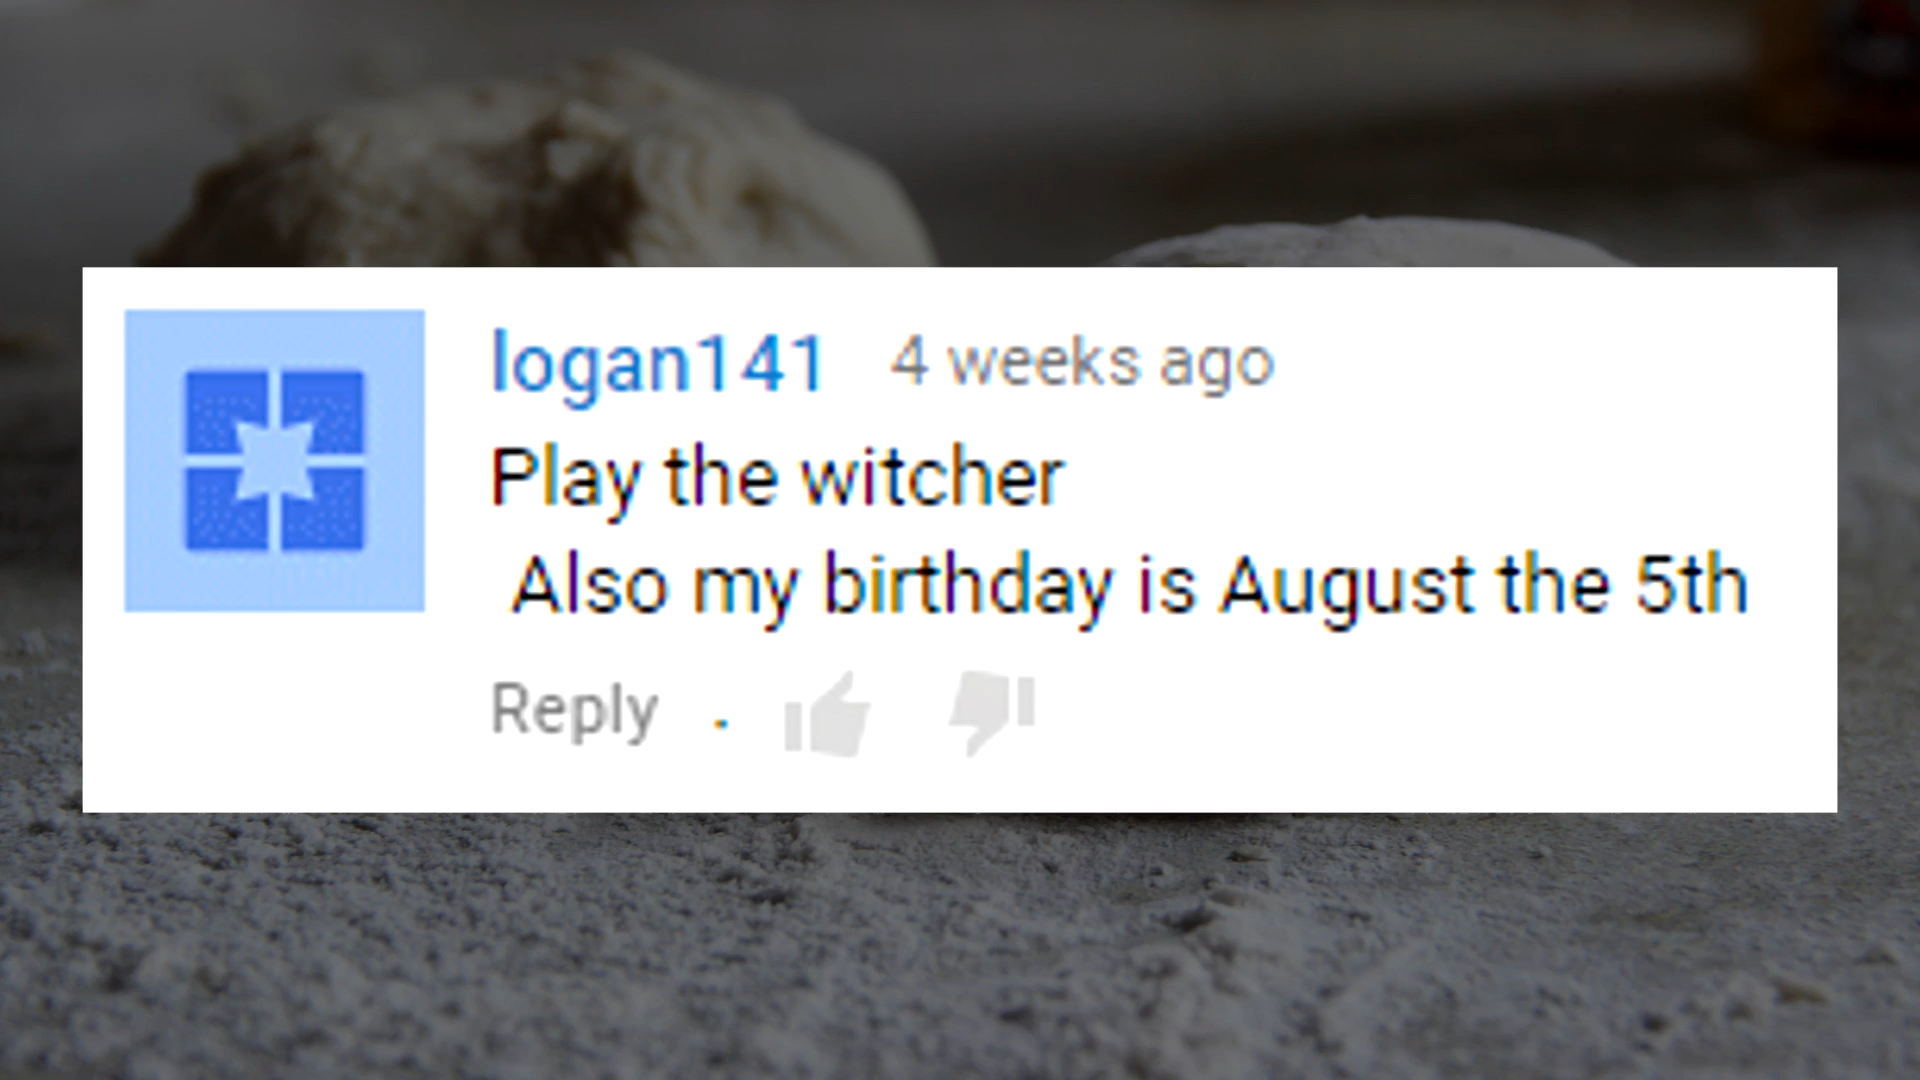 logan141 4 weeks ago
Play the witcher
Also my birthday is August the 5th
Reply .